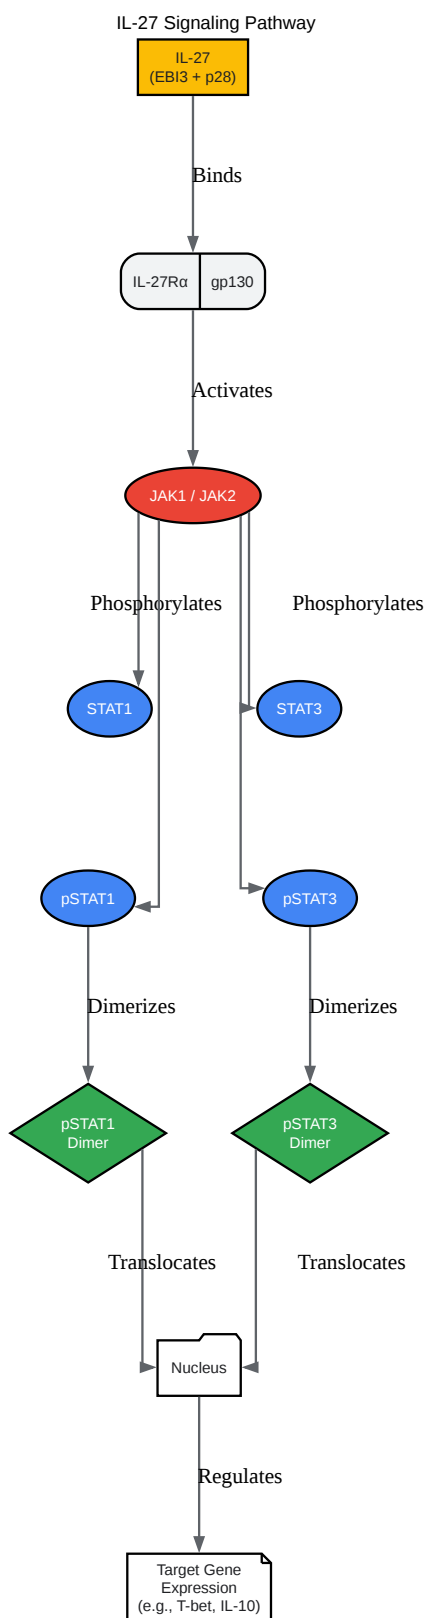 IL-27 Signaling Pathway
IL-27
(EBI3 + p28)
Binds
IL-27Rα
gp130
Activates
JAK1 / JAK2
Phosphorylates
Phosphorylates
STAT1
STAT3
pSTAT1
pSTAT3
Dimerizes
Dimerizes
pSTAT1
Dimer
pSTAT3
Dimer
Translocates
Translocates
Nucleus
Regulates
Target Gene
Expression
(e.g., T-bet, IL-10)